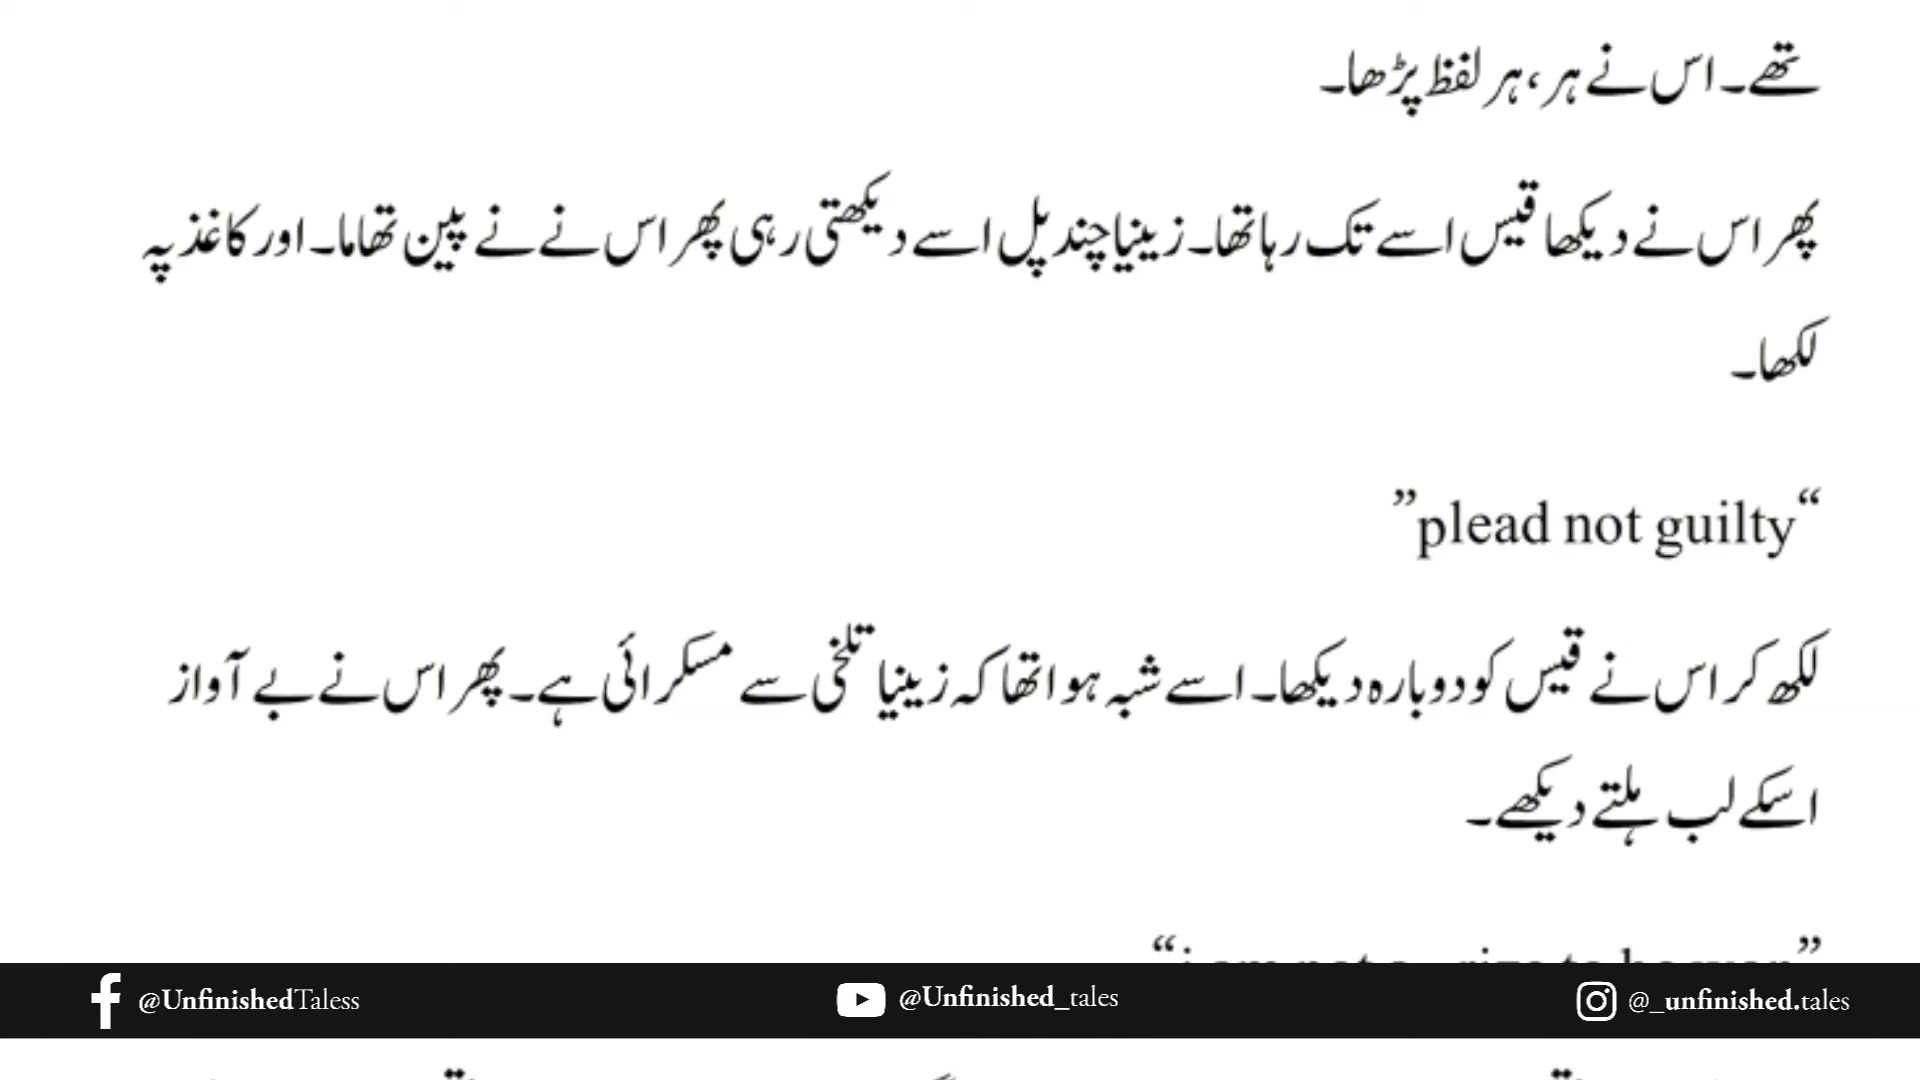 تھے۔ اس نے ہر، ہر لفظ پڑھا۔
پھر اس نے دیکھا قیس اسے تک رہا تھا۔ زینیا چند پل اسے دیکھتی رہی پھر اس نے نے پین تھاما۔ اور کاغذ پہ
لکھا۔
“plead not guilty”
لکھ کر اس نے قیس کو دوبارہ دیکھا۔ اسے شبہ ہوا تھا کہ زینیا تلخی سے مسکرائی ہے۔ پھر اس نے بے آواز
اسکے لب ہلتے دیکھے۔
@UnfinishedTaless
@Unfinished_tales
@_unfinished.tales